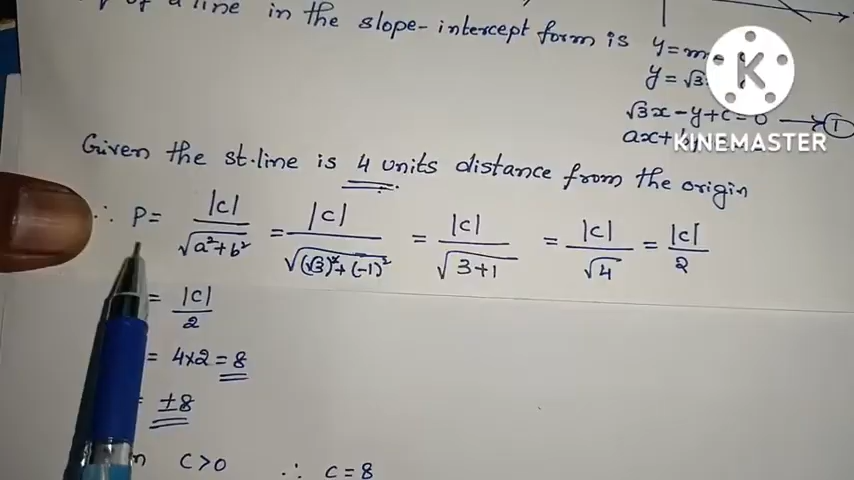 of a line in the slope-intercept form is y=m
y = √3
√3x - y + c = 0 → 1
ax+
K
KINEMASTER
Given the st.line is 4 units distance from the origin
∴ P = |c| / √a²+b² = |c| / √(√3)²+(-1)² = |c| / √3+1 = |c| / √4 = |c| / 2
= |c| / 2
= 4x2 = 8
= ±8
c>0 ∴ c=8